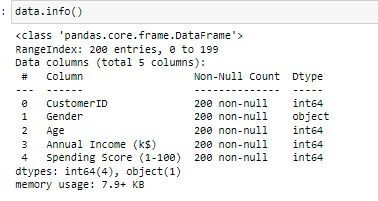 : data.info()
<class 'pandas.core.frame.DataFrame'>
RangeIndex: 200 entries, 0 to 199
Data columns (total 5 columns):
 #   Column                  Non-Null Count  Dtype
---  ------                  --------------  -----
 0   CustomerID              200 non-null    int64
 1   Gender                  200 non-null    object
 2   Age                     200 non-null    int64
 3   Annual Income (k$)      200 non-null    int64
 4   Spending Score (1-100)  200 non-null    int64
dtypes: int64(4), object(1)
memory usage: 7.9+ KB